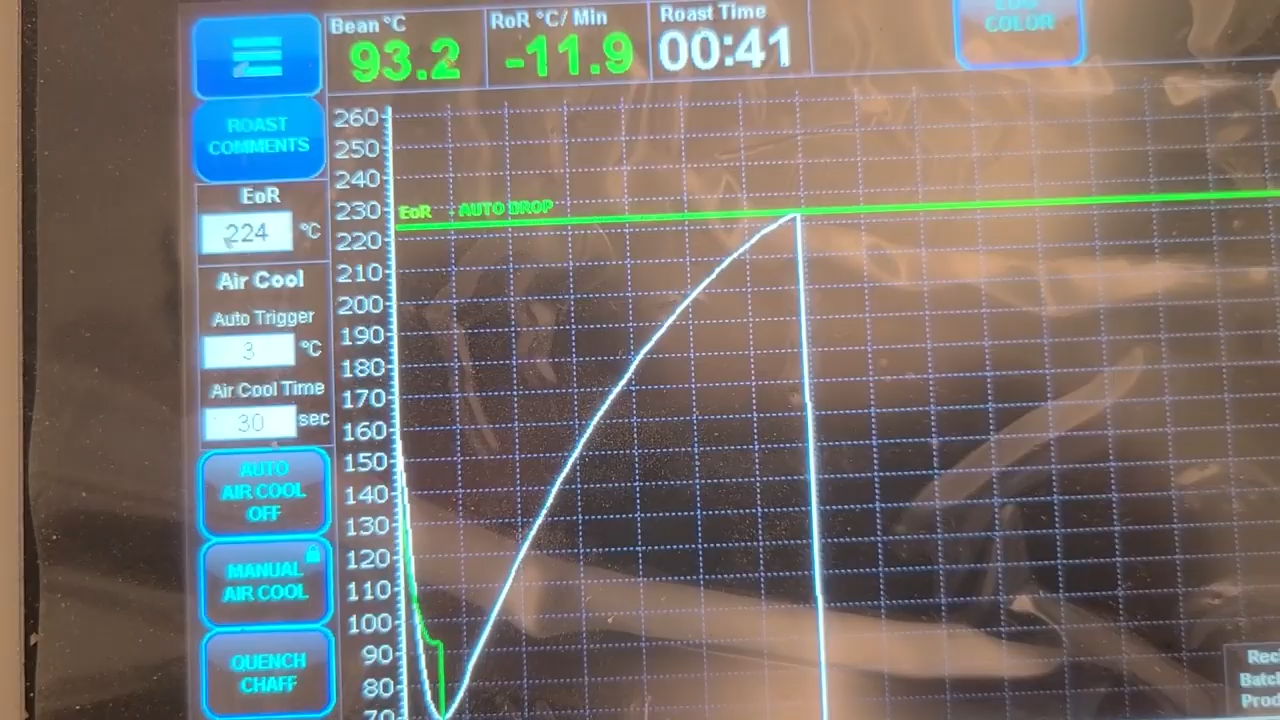 Bean °C
93.2
RoR °C/ Min
-11.9
Roast Time
00:41
COLOR
ROAST
COMMENTS
EoR
224 °C
Air Cool
Auto Trigger
3 °C
Air Cool Time
30 sec
AUTO
AIR COOL
OFF
MANUAL
AIR COOL
QUENCH
CHAFF
260
250
240
230
220
210
200
190
180
170
160
150
140
130
120
110
100
90
80
70
EoR AUTO DROP